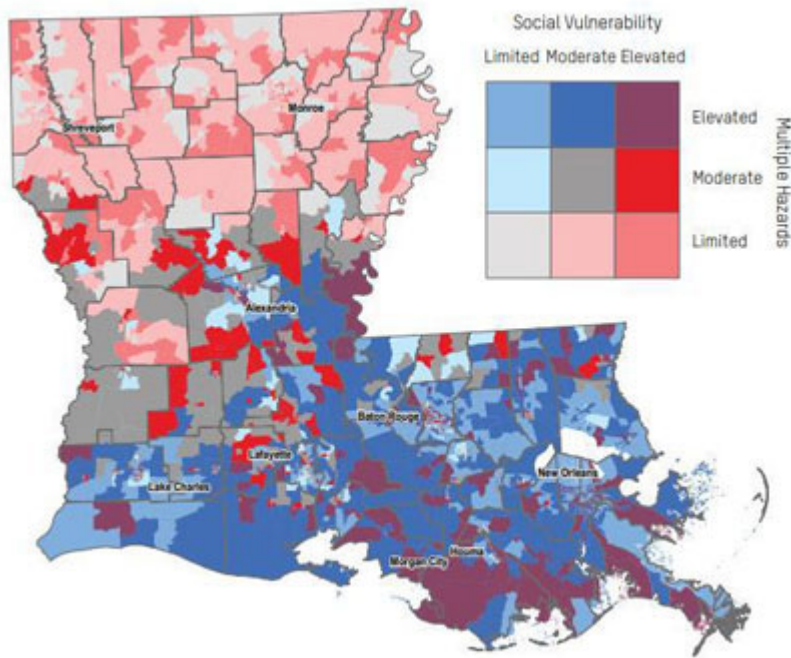 Social Vulnerability
Limited Moderate Elevated
Elevated
Moderate
Limited
Multiple Hazards
Monroe
Shreveport
Alexandria
Baton Rouge
Lafayette
New Orleans
Lake Charles
Houma
Morgan City